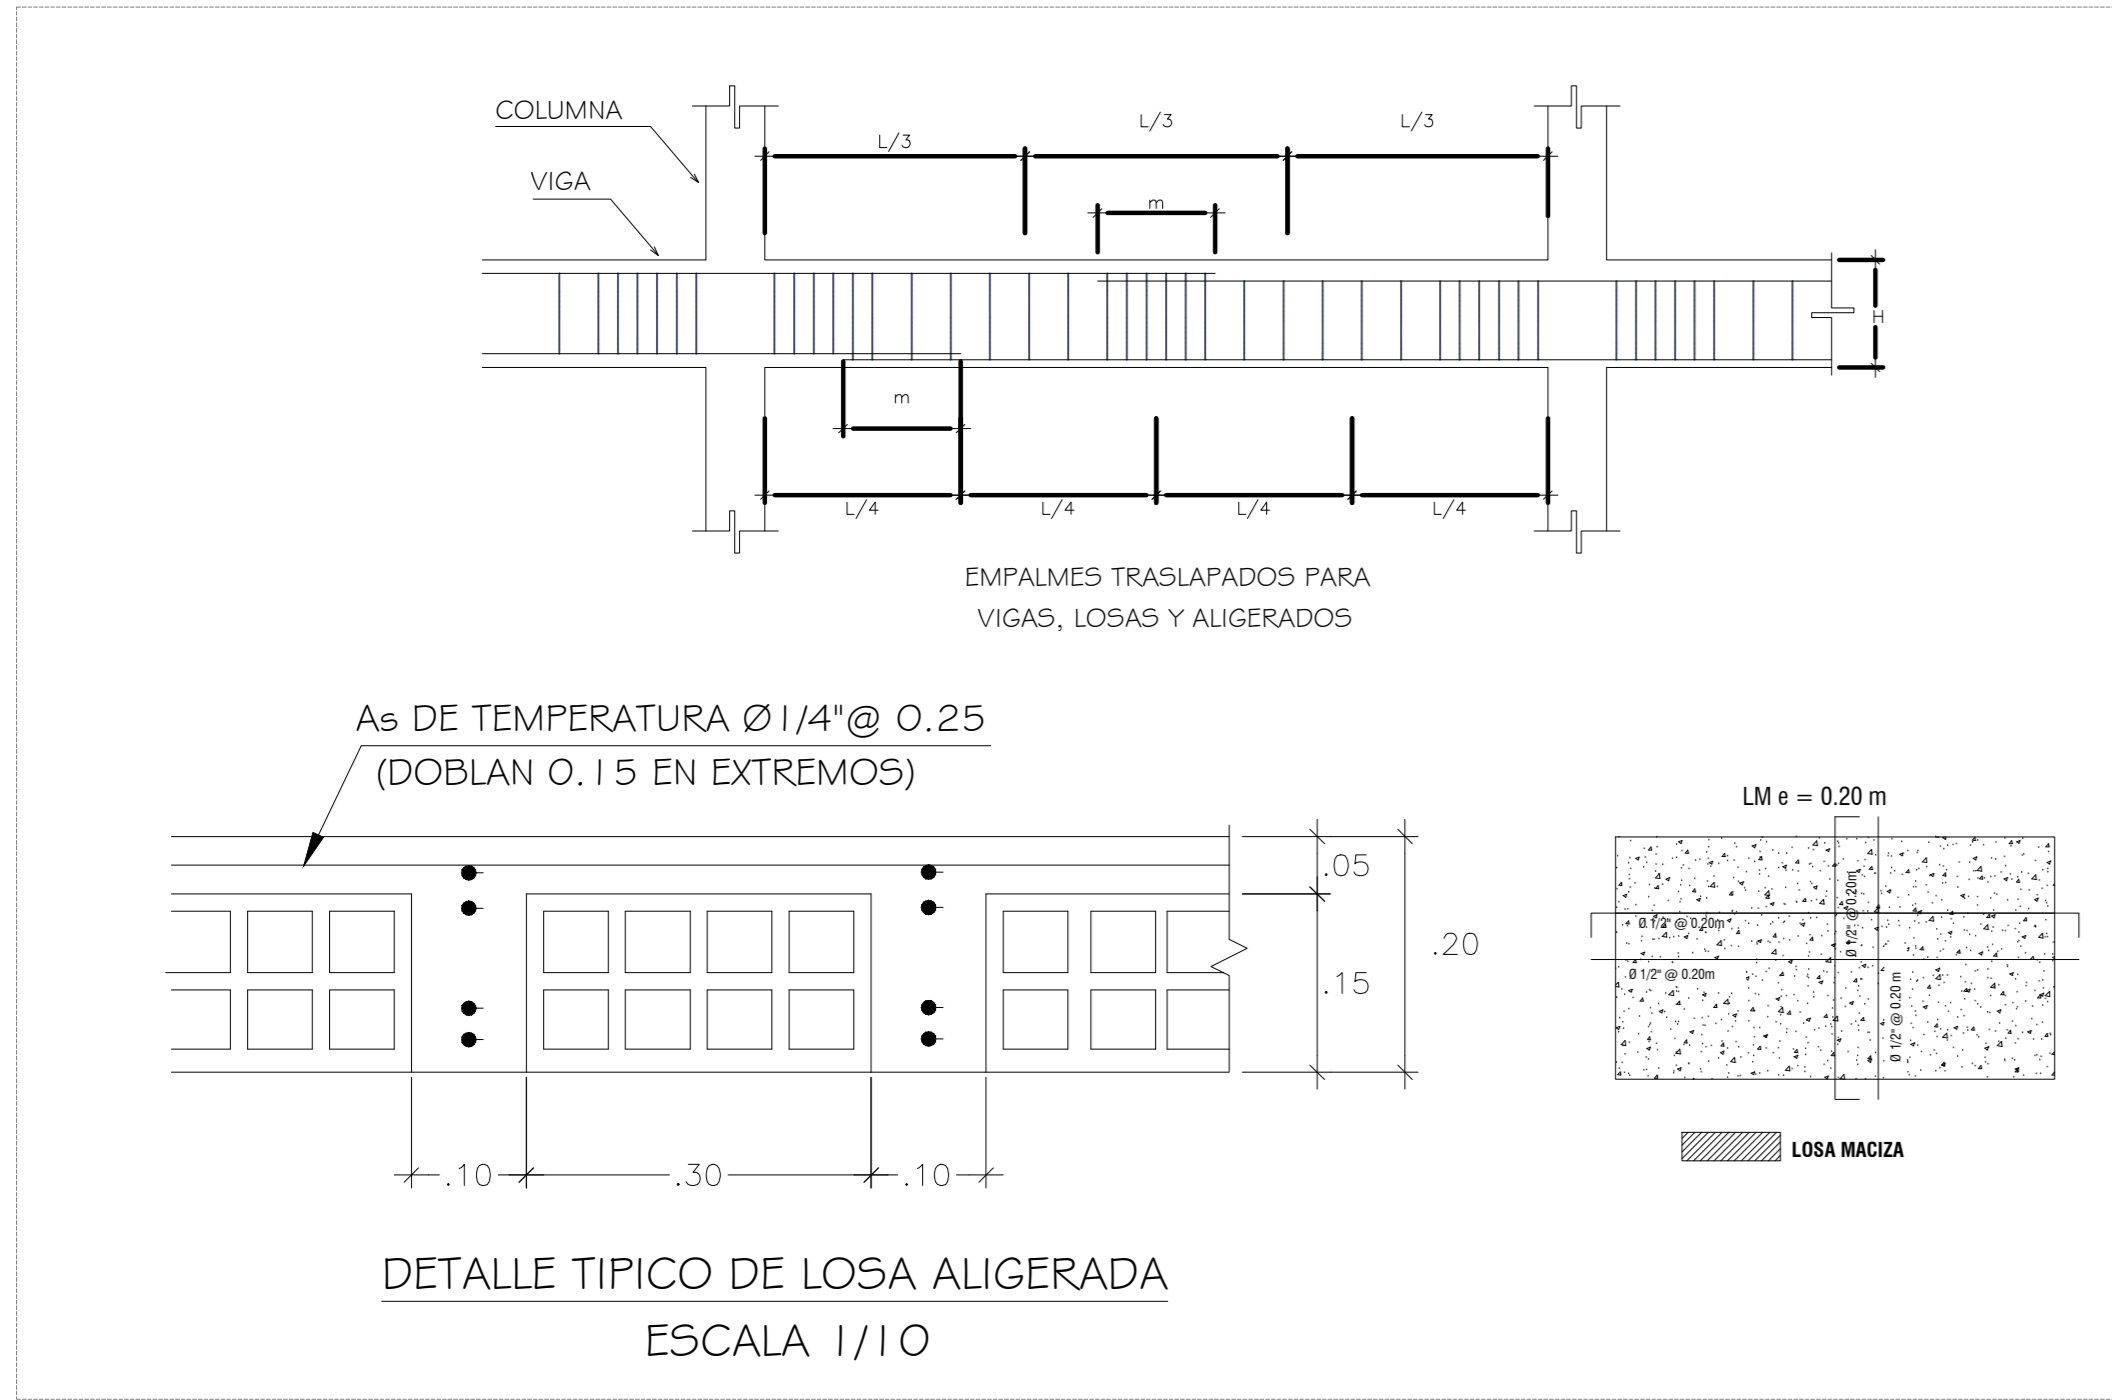 COLUMNA
VIGA
L/3
L/3
L/3
m
H
m
L/4
L/4
L/4
L/4
EMPALMES TRASLAPADOS PARA
VIGAS, LOSAS Y ALIGERADOS
As DE TEMPERATURA Ø1/4"@ 0.25
(DOBLAN 0.15 EN EXTREMOS)
.05
.15
.20
.10
.30
.10
DETALLE TIPICO DE LOSA ALIGERADA
ESCALA 1/10
LM e = 0.20 m
Ø 1/2" @ 0.20m
Ø 1/2" @ 0.20m
Ø 1/2" @ 0.20m
Ø 1/2" @ 0.20 m
LOSA MACIZA